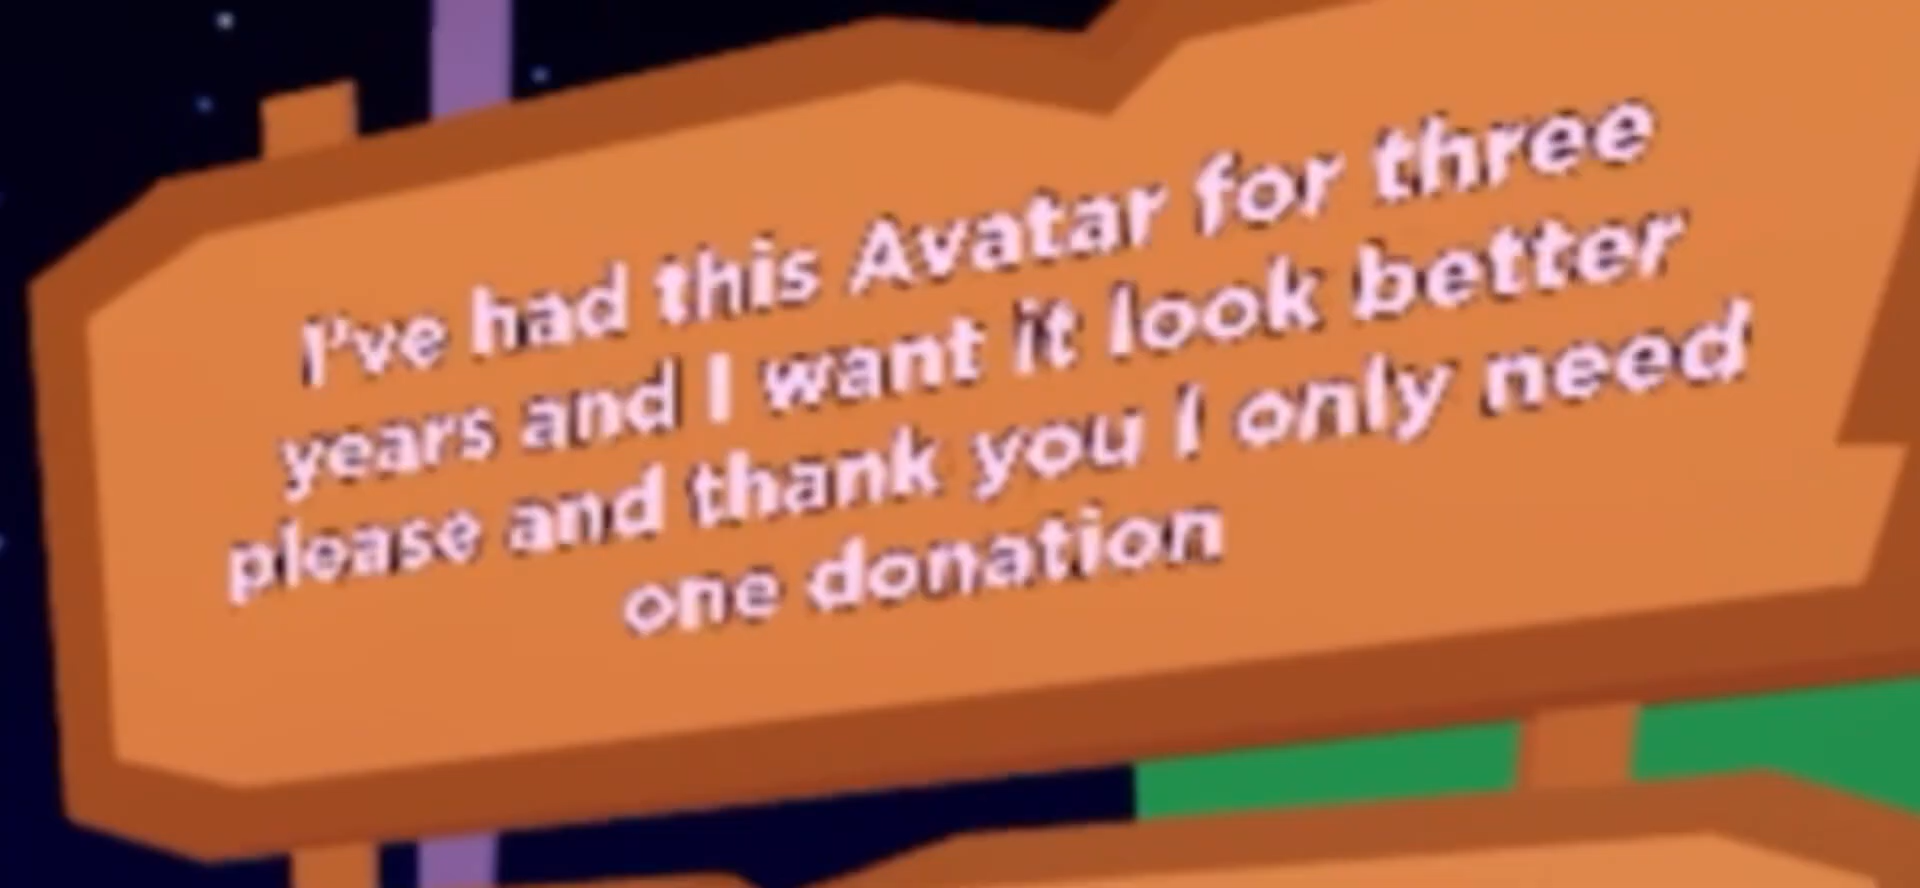 I've had this Avatar for three
years and I want it look better
please and thank you I only need
one donation